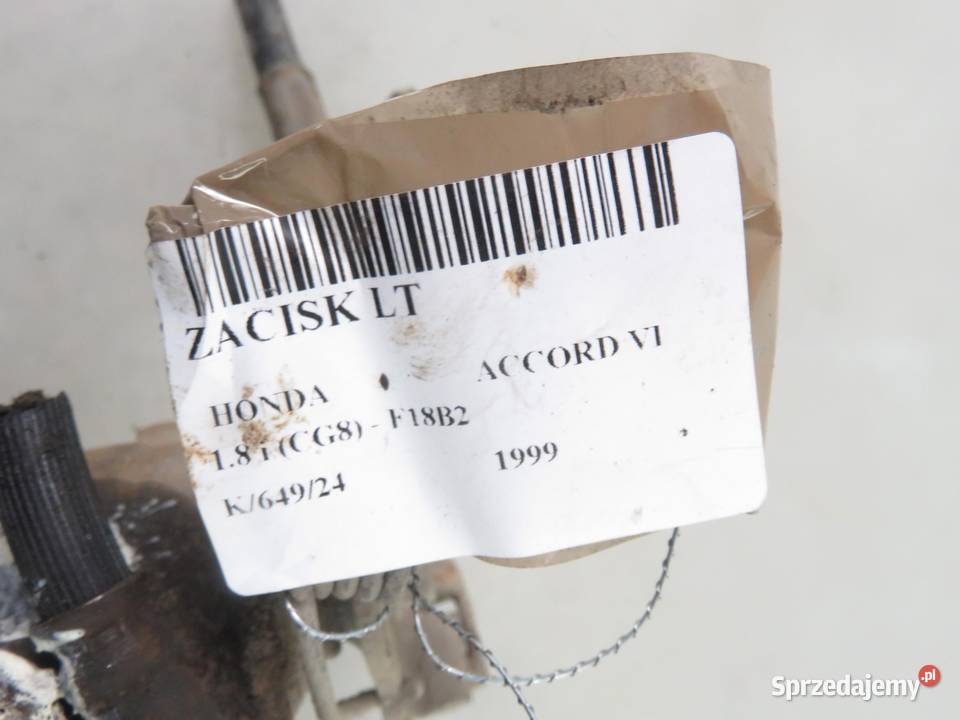 ZACISK LT
HONDA ACCORD VI
1.8 i (CG8) - F18B2
K/649/24 1999
Sprzedajemy.pl